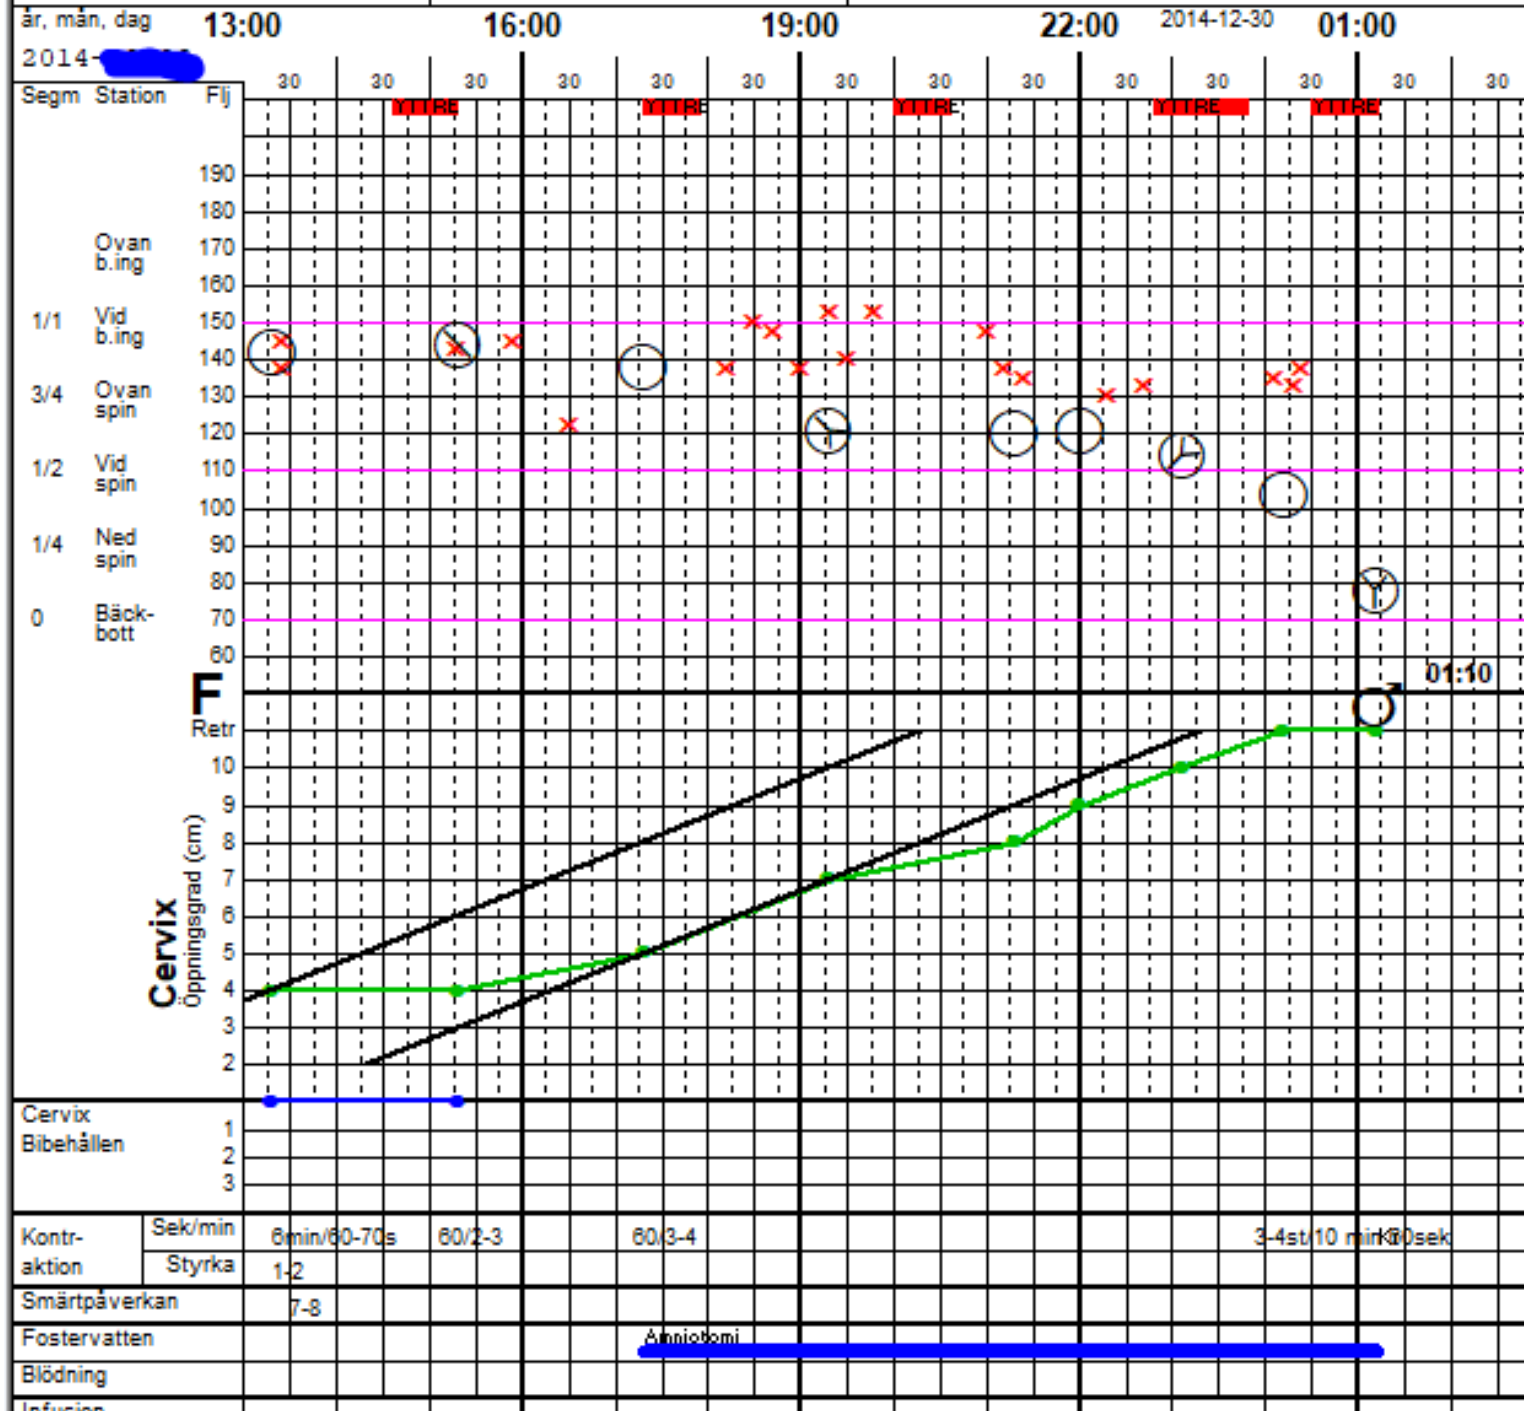 år, mån, dag 13:00 16:00 19:00 22:00 2014-12-30 01:00
2014-
30 30 30 30 30 30 30 30 30 30 30 30 30 30
Segm Station Flj
YTTRE YTTRE YTTRE YTTRE YTTRE
190
180
Ovan b.ing 170
160
1/1 Vid b.ing 150
140
3/4 Ovan spin 130
120
1/2 Vid spin 110
100
1/4 Ned spin 90
80
0 Bäck-bott 70
60
01:10
F
Retr
10
9
8
7
6
5
4
3
2
Cervix
Öppningsgrad (cm)
Cervix
Bibehållen
1
2
3
Kontr-aktion
Sek/min 6min/60-70s 60/2-3 60/3-4 3-4st/10 min
Styrka 1-2
Smärtpåverkan 7-8
Fostervatten Amniotomi
Blödning
Infusion